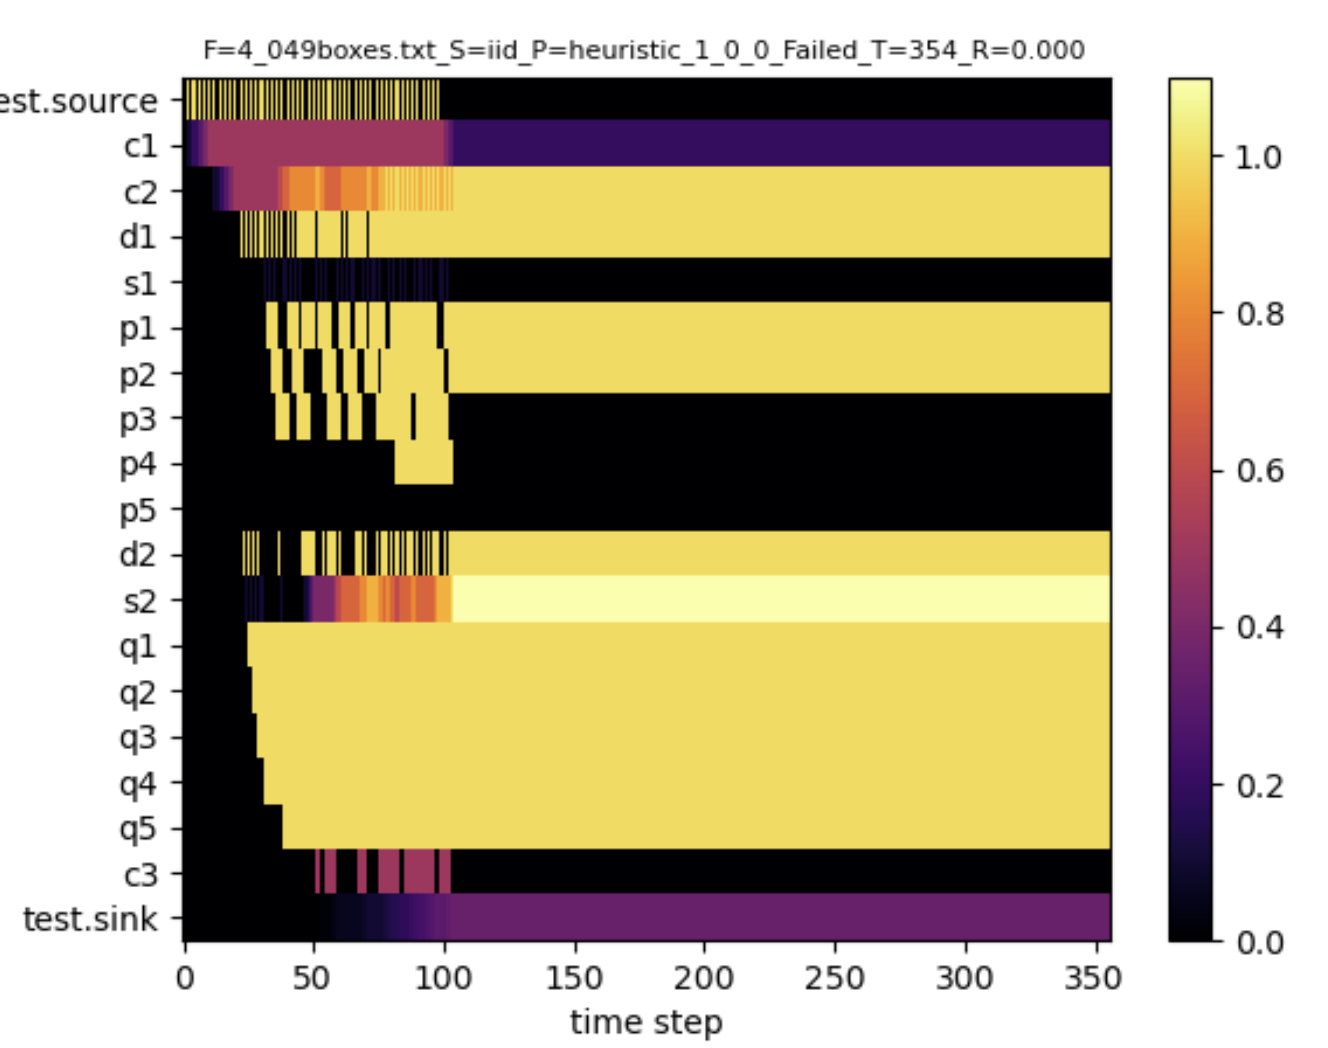 F=4_049boxes.txt_S=iid_P=heuristic_1_0_0_Failed_T=354_R=0.000
est.source
c1
c2
d1
s1
p1
p2
p3
p4
p5
d2
s2
q1
q2
q3
q4
q5
c3
test.sink
0
50
100
150
200
250
300
350
time step
1.0
0.8
0.6
0.4
0.2
0.0